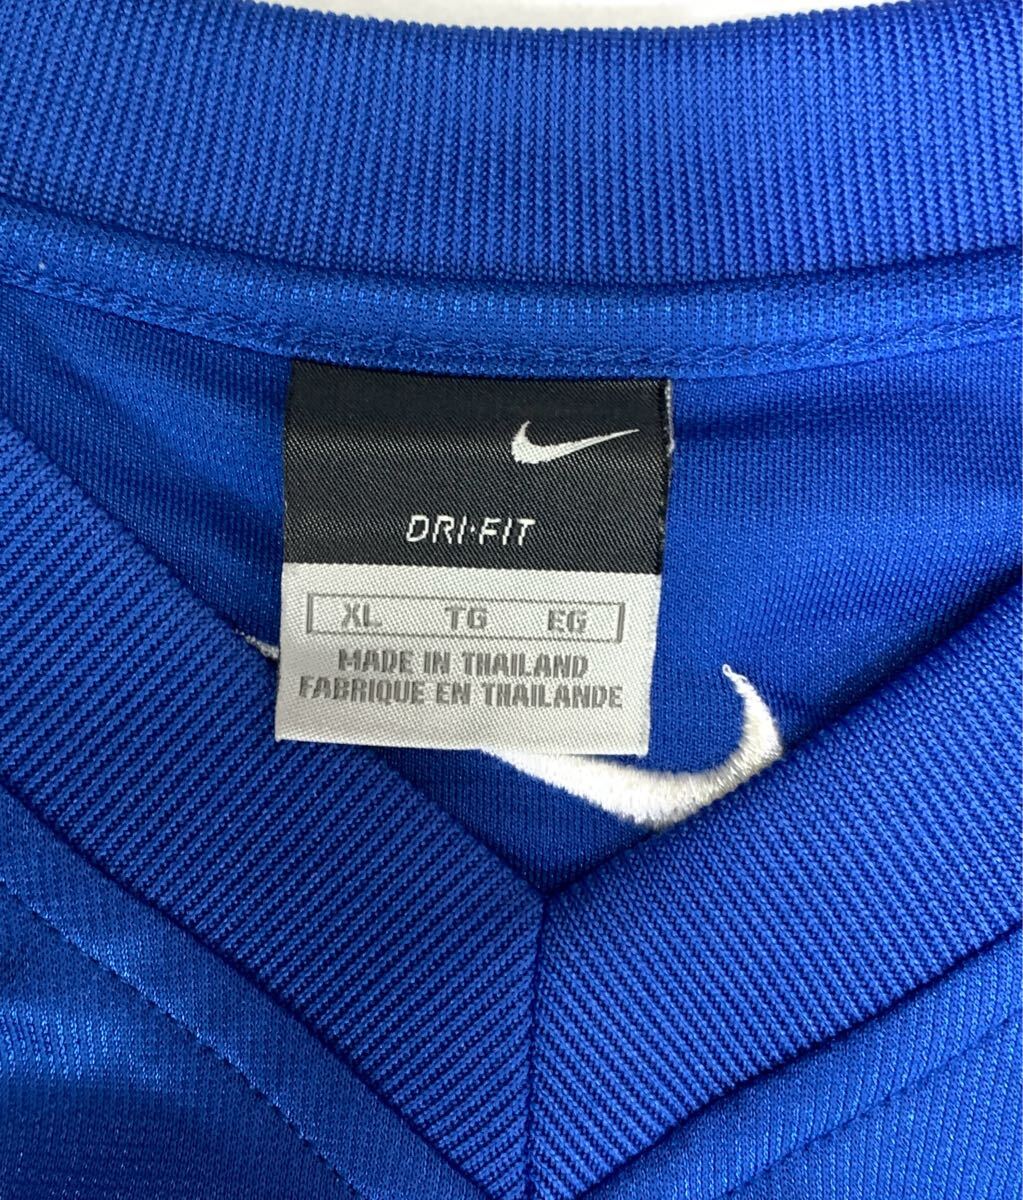 DRI·FIT
XL TG EG
MADE IN THAILAND
FABRIQUE EN THAILANDE